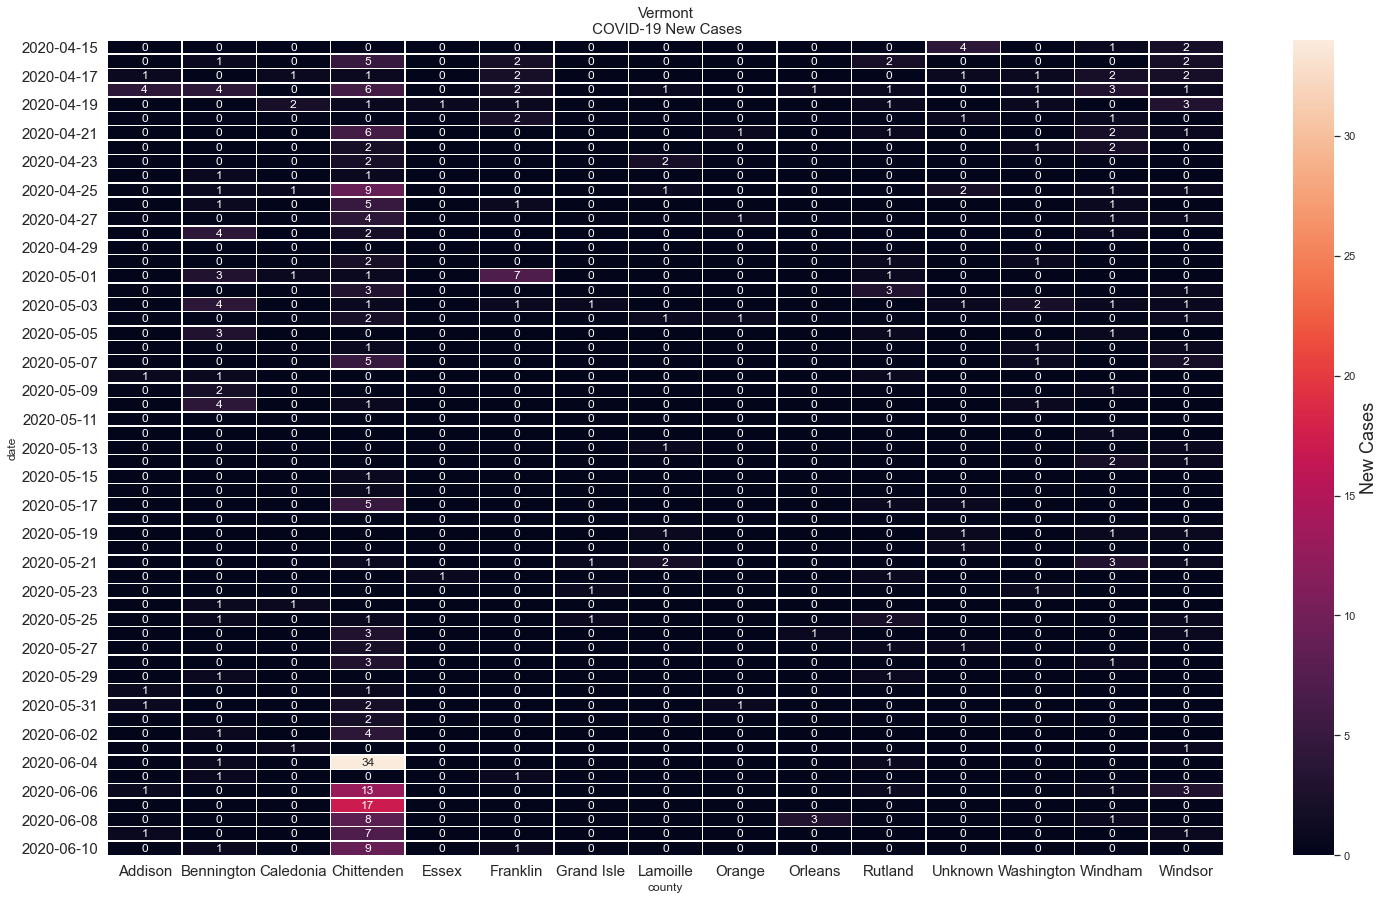 Vermont
COVID-19 New Cases
2020-04-15 0 0 0 0 0 0 0 0 0 0 0 4 0 1 2
0 1 0 5 0 2 0 0 0 0 2 0 0 0 2
2020-04-17 1 0 1 1 0 2 0 0 0 0 0 1 1 2 2
4 4 0 6 0 2 0 1 0 1 1 0 1 3 1
2020-04-19 0 0 2 1 1 1 0 0 0 0 1 0 1 0 3
0 0 0 0 0 2 0 0 0 0 0 1 0 1 0
2020-04-21 0 0 0 6 0 0 0 0 1 0 1 0 0 2 1
0 0 0 2 0 0 0 0 0 0 0 0 1 2 0
2020-04-23 0 0 0 2 0 0 0 2 0 0 0 0 0 0 0
0 1 0 1 0 0 0 0 0 0 0 0 0 0 0
2020-04-25 0 1 1 9 0 0 0 1 0 0 0 2 0 1 1
0 1 0 5 0 1 0 0 0 0 0 0 0 1 0
2020-04-27 0 0 0 4 0 0 0 0 1 0 0 0 0 1 1
0 4 0 2 0 0 0 0 0 0 0 0 0 1 0
2020-04-29 0 0 0 0 0 0 0 0 0 0 0 0 0 0 0
0 0 0 2 0 0 0 0 0 0 1 0 1 0 0
2020-05-01 0 3 1 1 0 7 0 0 0 0 1 0 0 0 0
0 0 0 3 0 0 0 0 0 0 3 0 0 0 1
2020-05-03 0 4 0 1 0 1 1 0 0 0 0 1 2 1 1
0 0 0 2 0 0 0 1 1 0 0 0 0 0 1
2020-05-05 0 3 0 0 0 0 0 0 0 0 1 0 0 1 0
0 0 0 1 0 0 0 0 0 0 0 0 1 0 1
2020-05-07 0 0 0 5 0 0 0 0 0 0 0 0 1 0 2
1 1 0 0 0 0 0 0 0 0 1 0 0 0 0
2020-05-09 0 2 0 0 0 0 0 0 0 0 0 0 0 1 0
0 4 0 1 0 0 0 0 0 0 0 0 1 0 0
2020-05-11 0 0 0 0 0 0 0 0 0 0 0 0 0 0 0
0 0 0 0 0 0 0 0 0 0 0 0 0 1 0
2020-05-13 0 0 0 0 0 0 0 1 0 0 0 0 0 0 1
0 0 0 0 0 0 0 0 0 0 0 0 0 2 1
2020-05-15 0 0 0 1 0 0 0 0 0 0 0 0 0 0 0
0 0 0 1 0 0 0 0 0 0 0 0 0 0 0
2020-05-17 0 0 0 5 0 0 0 0 0 0 1 1 0 0 0
0 0 0 0 0 0 0 0 0 0 0 0 0 0 0
2020-05-19 0 0 0 0 0 0 0 1 0 0 0 1 0 1 1
0 0 0 0 0 0 0 0 0 0 0 1 0 0 0
2020-05-21 0 0 0 1 0 0 1 2 0 0 0 0 0 3 1
0 0 0 0 1 0 0 0 0 0 1 0 0 0 0
2020-05-23 0 0 0 0 0 0 1 0 0 0 0 0 1 0 0
0 1 1 0 0 0 0 0 0 0 0 0 0 0 0
2020-05-25 0 1 0 1 0 0 1 0 0 0 2 0 0 0 1
0 0 0 3 0 0 0 0 0 1 0 0 0 0 1
2020-05-27 0 0 0 2 0 0 0 0 0 0 1 1 0 0 0
0 0 0 3 0 0 0 0 0 0 0 0 0 1 0
2020-05-29 0 1 0 0 0 0 0 0 0 0 1 0 0 0 0
1 0 0 1 0 0 0 0 0 0 0 0 0 0 0
2020-05-31 1 0 0 2 0 0 0 0 1 0 0 0 0 0 0
0 0 0 2 0 0 0 0 0 0 0 0 0 0 0
2020-06-02 0 1 0 4 0 0 0 0 0 0 0 0 0 0 0
0 0 1 0 0 0 0 0 0 0 0 0 0 0 1
2020-06-04 0 1 0 34 0 0 0 0 0 0 1 0 0 0 0
0 1 0 0 0 1 0 0 0 0 0 0 0 0 0
2020-06-06 1 0 0 13 0 0 0 0 0 0 1 0 0 1 3
0 0 0 17 0 0 0 0 0 0 0 0 0 0 0
2020-06-08 0 0 0 8 0 0 0 0 0 3 0 0 0 1 0
1 0 0 7 0 0 0 0 0 0 0 0 0 0 1
2020-06-10 0 1 0 9 0 1 0 0 0 0 0 0 0 0 0
Addison Bennington Caledonia Chittenden Essex Franklin Grand Isle Lamoille Orange Orleans Rutland Unknown Washington Windham Windsor
county
date
30
25
20
15
10
5
0
New Cases